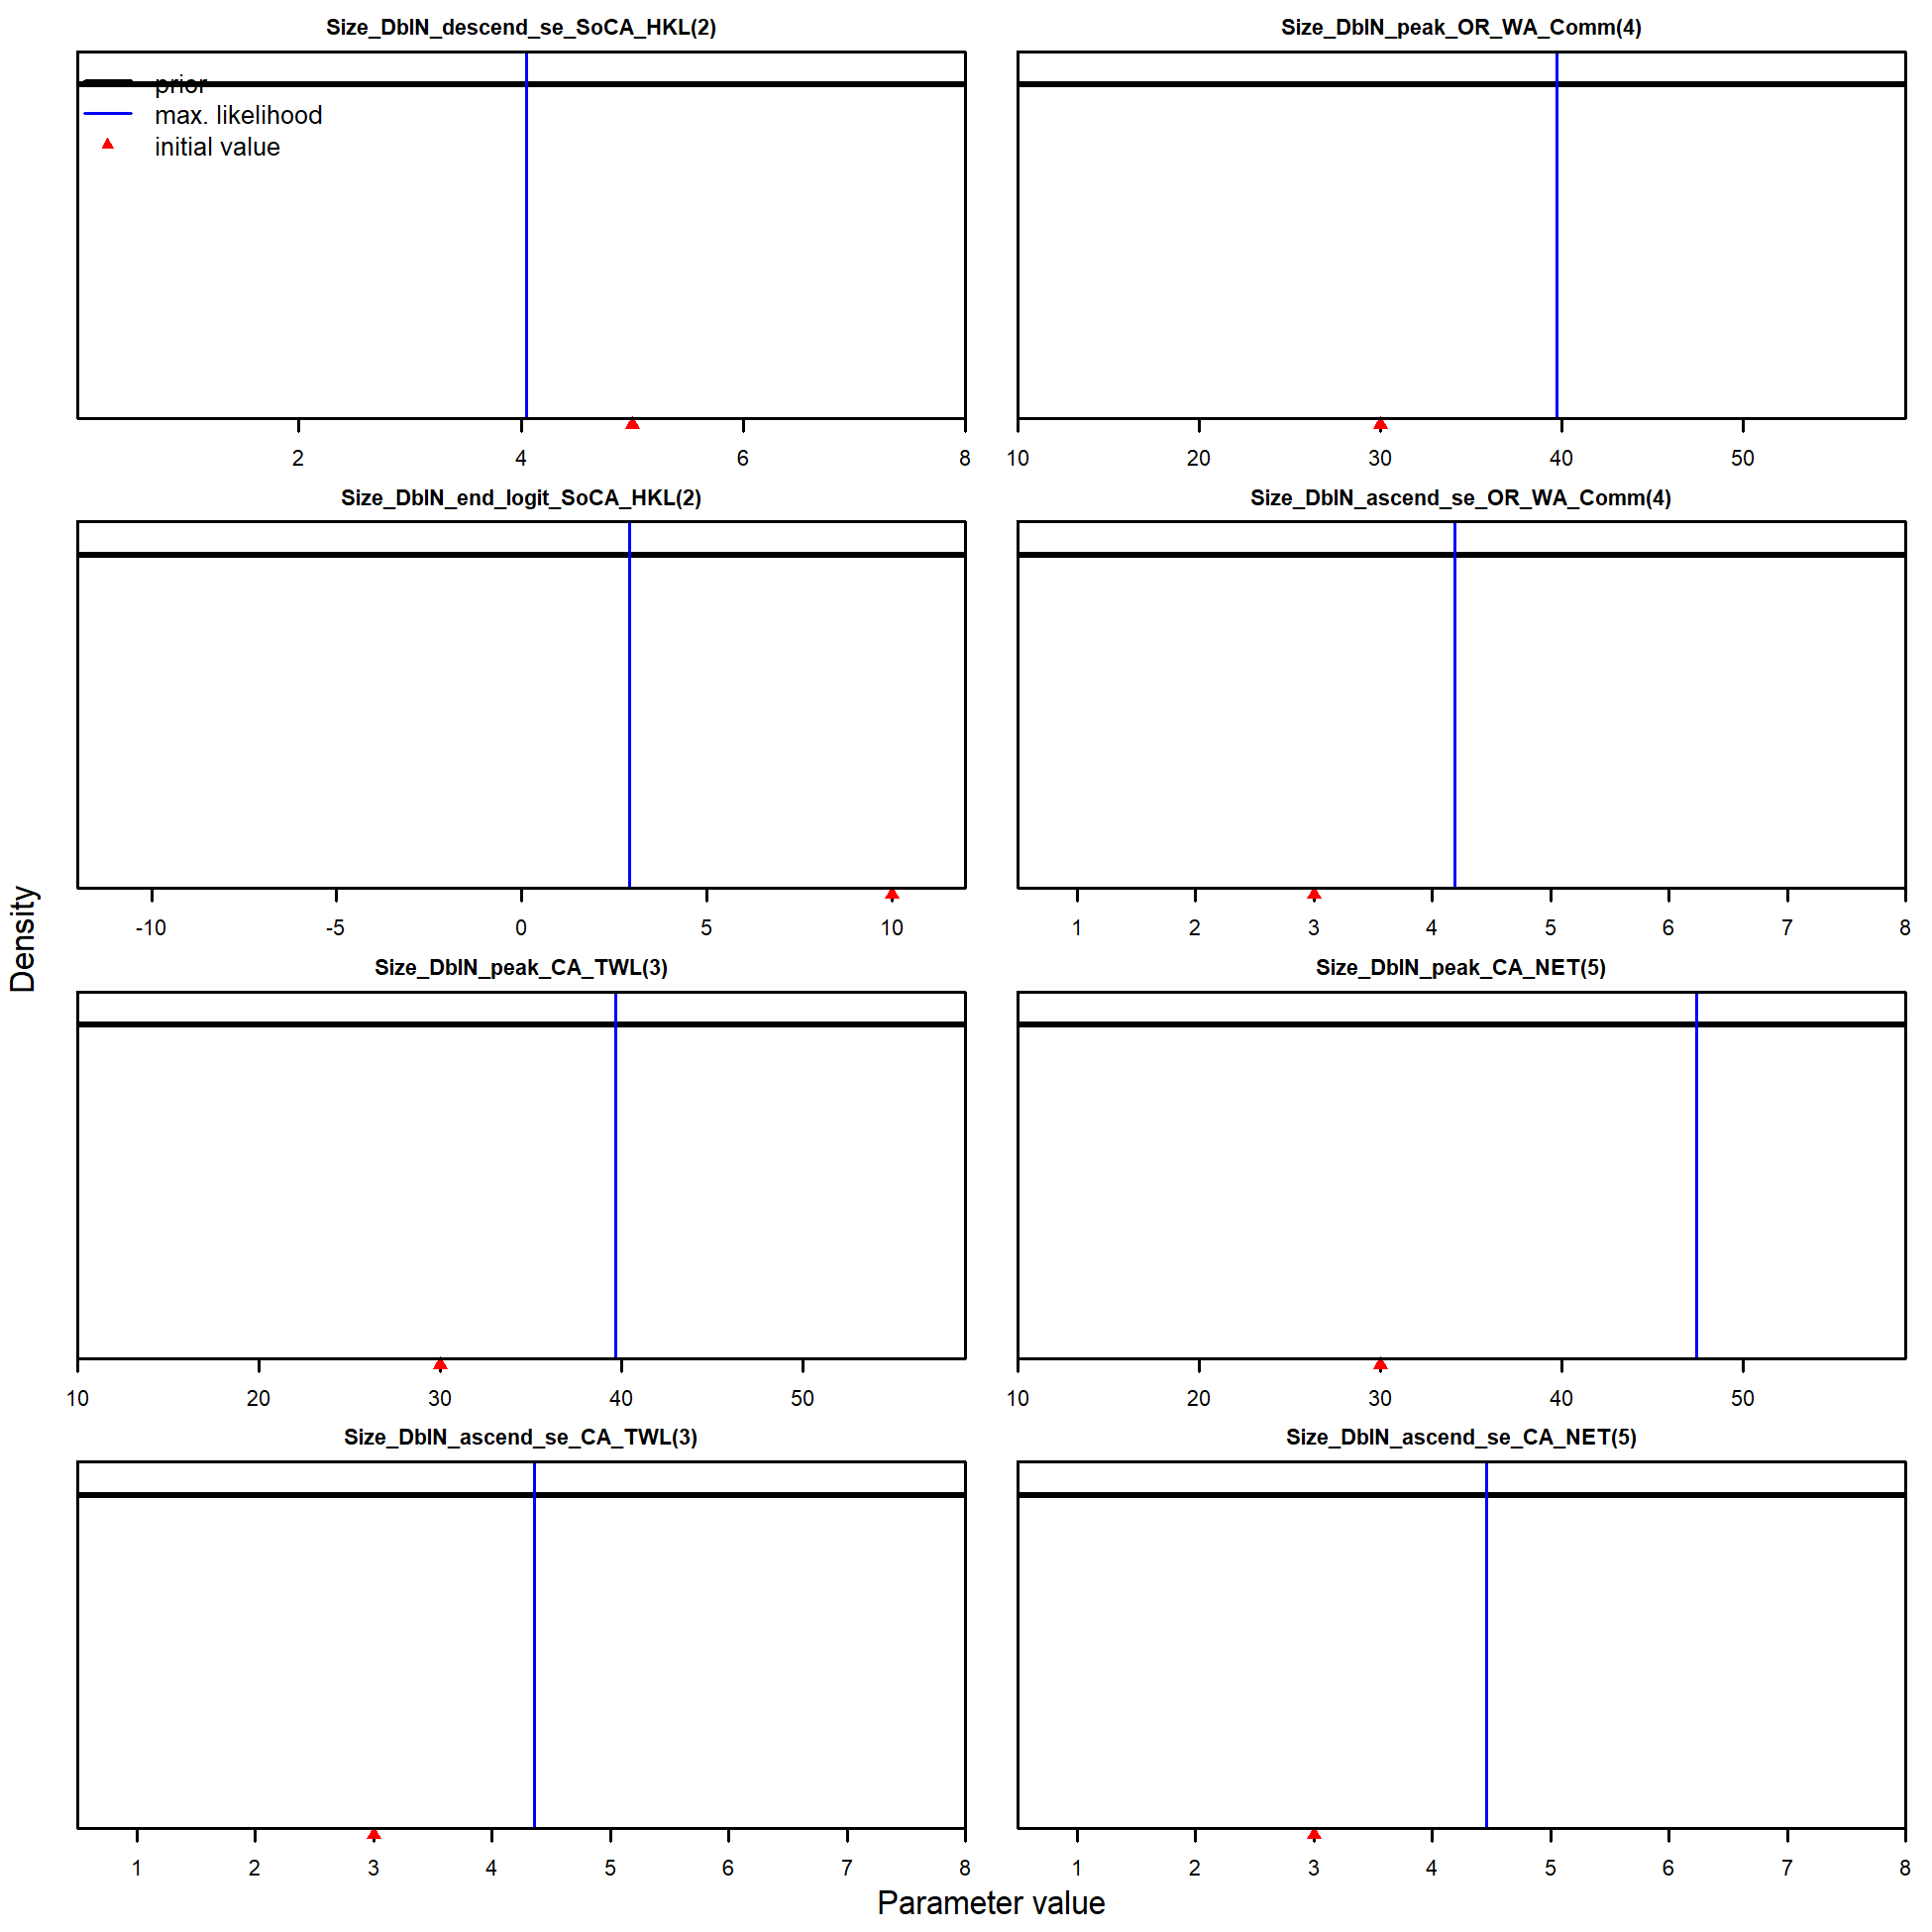 Size_DblN_descend_se_SoCA_HKL(2)
prior
max. likelihood
initial value
2 4 6 8
Size_DblN_peak_OR_WA_Comm(4)
10 20 30 40 50
Size_DblN_end_logit_SoCA_HKL(2)
-10 -5 0 5 10
Size_DblN_ascend_se_OR_WA_Comm(4)
1 2 3 4 5 6 7 8
Size_DblN_peak_CA_TWL(3)
10 20 30 40 50
Size_DblN_peak_CA_NET(5)
10 20 30 40 50
Size_DblN_ascend_se_CA_TWL(3)
1 2 3 4 5 6 7 8
Size_DblN_ascend_se_CA_NET(5)
1 2 3 4 5 6 7 8
Density
Parameter value